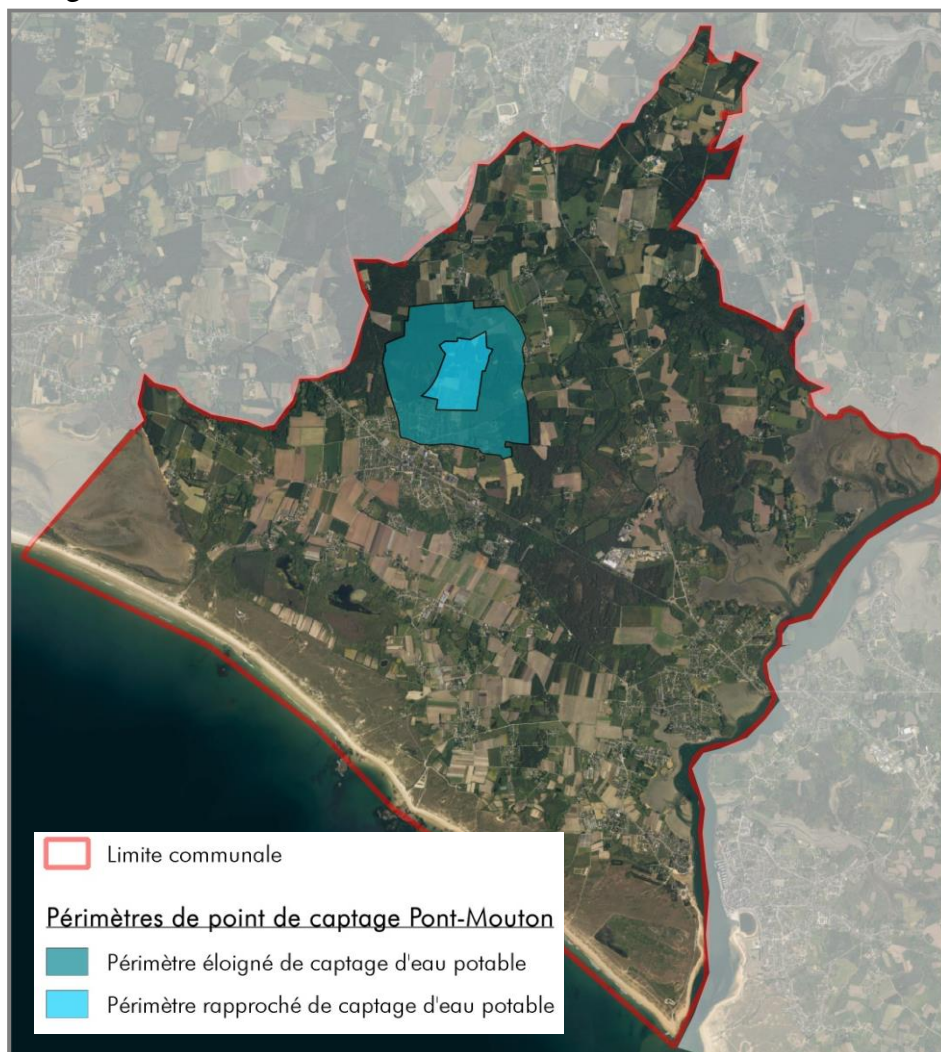 Limite communale
Périmètres de point de captage Pont-Mouton
Périmètre éloigné de captage d'eau potable
Périmètre rapproché de captage d'eau potable